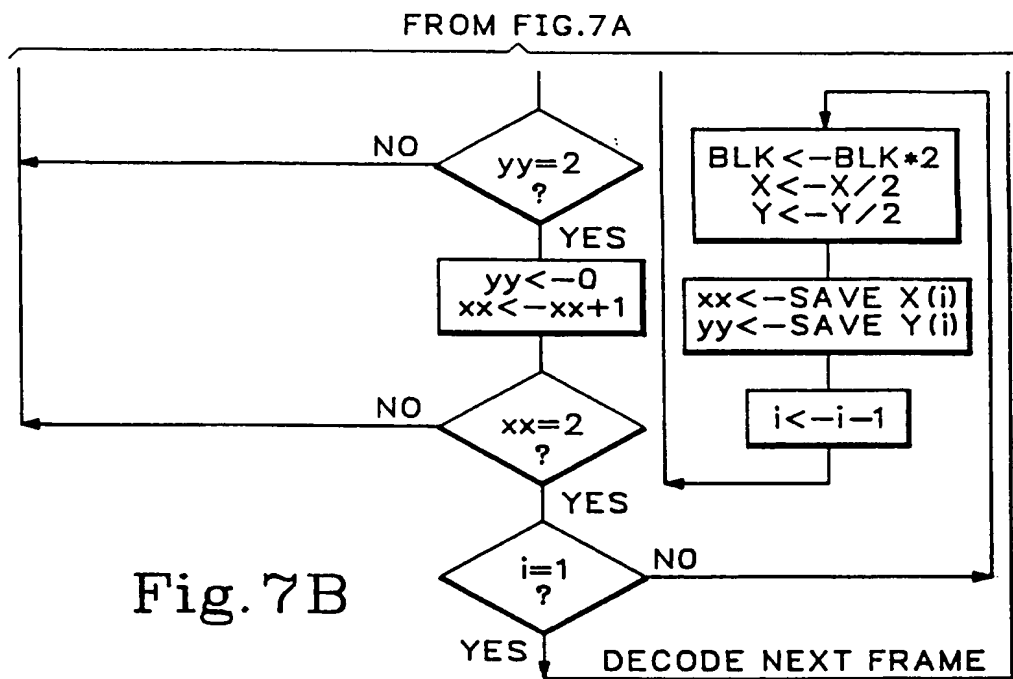 FROM FIG.7A
NO
yy=2
?
YES
yy<-0
xx<-xx+1
NO
xx=2
?
YES
i=1
?
NO
YES
DECODE NEXT FRAME
BLK<-BLK*2
X<-X/2
Y<-Y/2
xx<-SAVE X(i)
yy<-SAVE Y(i)
i<-i-1
Fig.7B